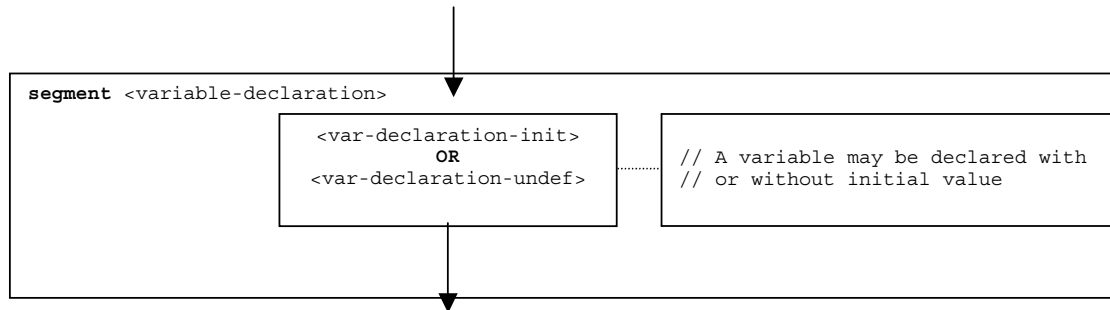 segment <variable-declaration>
<var-declaration-init>
OR
<var-declaration-undef>
// A variable may be declared with
// or without initial value